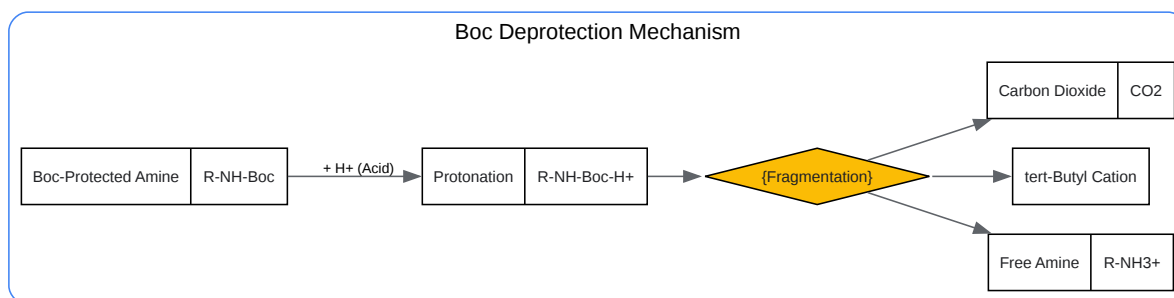 Boc Deprotection Mechanism
Carbon Dioxide CO2
Boc-Protected Amine R-NH-Boc + H+ (Acid) Protonation R-NH-Boc-H+ {Fragmentation} tert-Butyl Cation
Free Amine R-NH3+